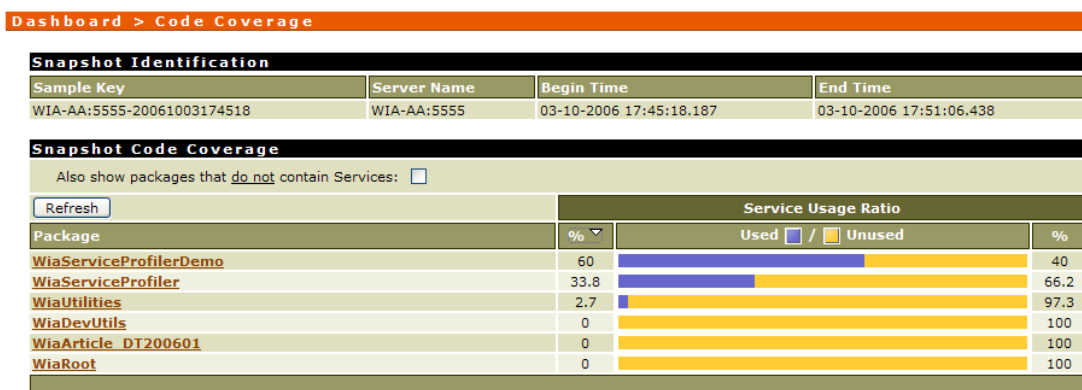 Dashboard > Code Coverage
Snapshot Identification
Sample Key Server Name Begin Time End Time
WIA-AA:5555-20061003174518 WIA-AA:5555 03-10-2006 17:45:18.187 03-10-2006 17:51:06.438
Snapshot Code Coverage
Also show packages that do not contain Services:
Refresh Service Usage Ratio
Package % Used / Unused %
WiaServiceProfilerDemo 60 40
WiaServiceProfiler 33.8 66.2
WiaUtilities 2.7 97.3
WiaDevUtils 0 100
WiaArticle_DT200601 0 100
WiaRoot 0 100